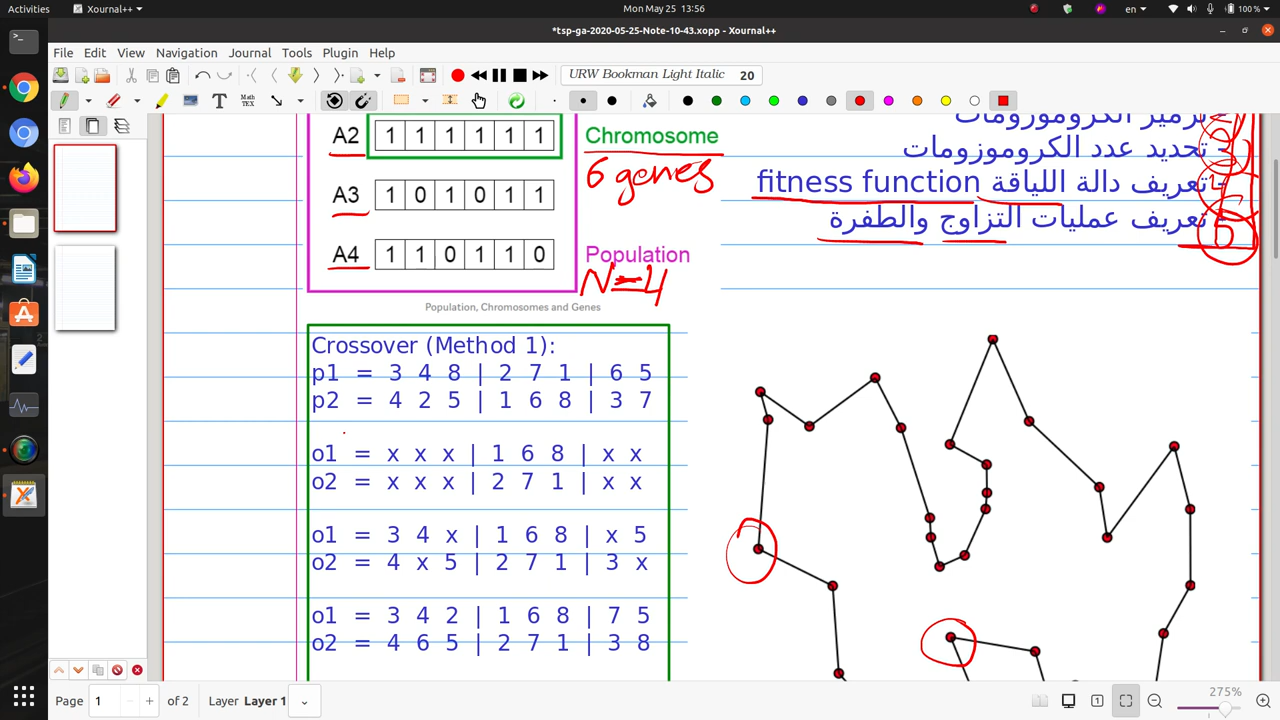 Activities
Xournal++
Mon May 25 13:56
en
100 %
*tsp-ga-2020-05-25-Note-10-43.xopp - Xournal++
File Edit View Navigation Journal Tools Plugin Help
URW Bookman Light Italic 20
A2 1 1 1 1 1 1
Chromosome
6 genes
A3 1 0 1 0 1 1
A4 1 1 0 1 1 0
Population
N=4
Population, Chromosomes and Genes
ترميز الكروموزومات
تحديد عدد الكروموزومات
تعريف دالة اللياقة fitness function
تعريف عمليات التزاوج والطفرة
5
Crossover (Method 1):
p1 = 3 4 8 | 2 7 1 | 6 5
p2 = 4 2 5 | 1 6 8 | 3 7
o1 = x x x | 1 6 8 | x x
o2 = x x x | 2 7 1 | x x
o1 = 3 4 x | 1 6 8 | x 5
o2 = 4 x 5 | 2 7 1 | 3 x
o1 = 3 4 2 | 1 6 8 | 7 5
o2 = 4 6 5 | 2 7 1 | 3 8
Page 1 of 2 Layer Layer 1
275%